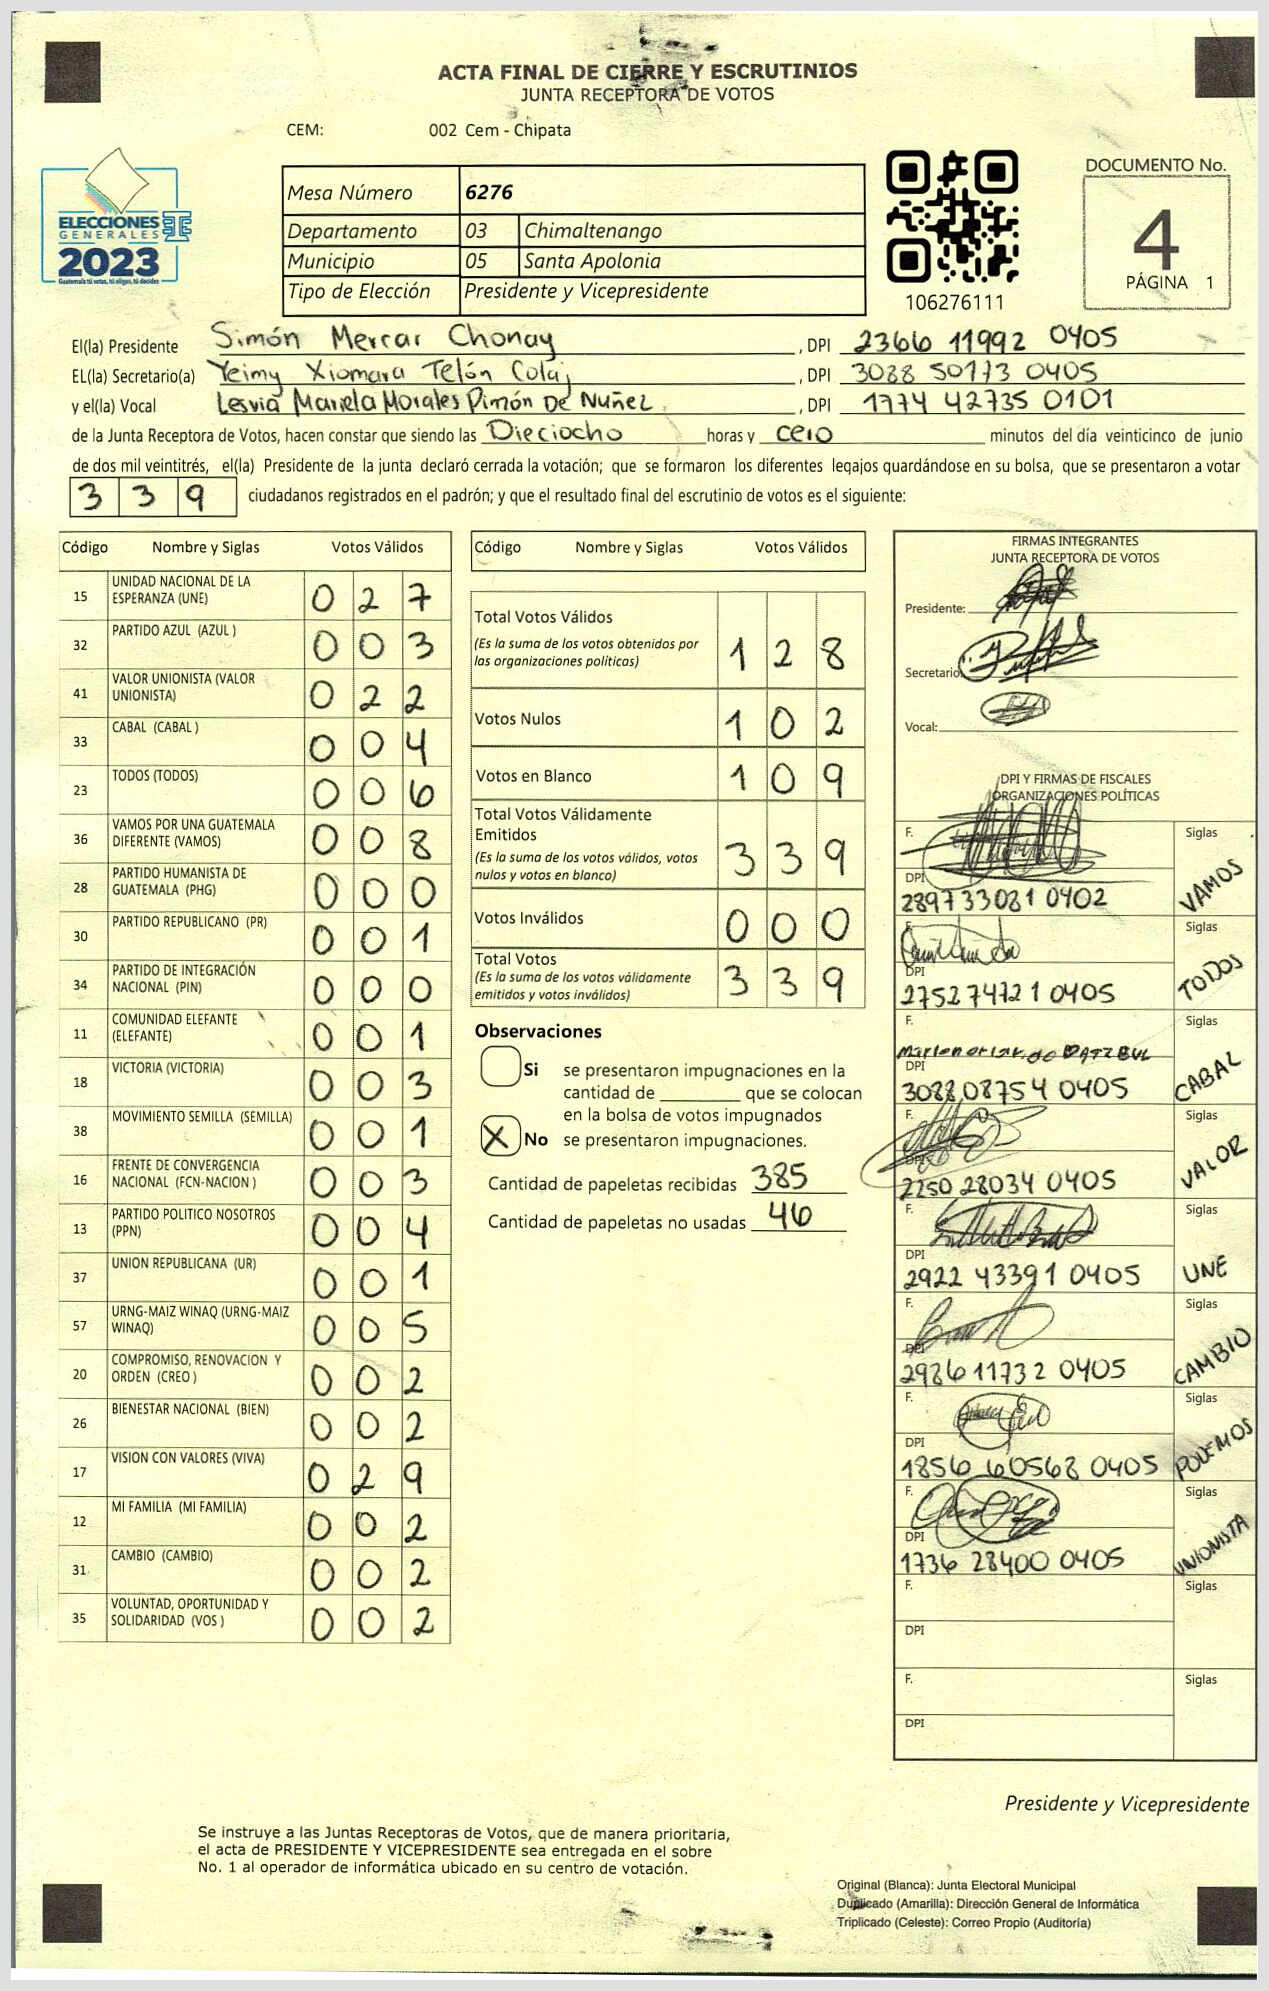 ACTA FINAL DE CIERRE Y ESCRUTINIOS
JUNTA RECEPTORA DE VOTOS
CEM: 002 Cem - Chipata
ELECCIONES
GENERALES
2023
Guatemala tú votas, tú eliges, tú decides
TSE
Mesa Número 6276
Departamento 03 Chimaltenango
Municipio 05 Santa Apolonia
Tipo de Elección Presidente y Vicepresidente
106276111
DOCUMENTO No.
4
PÁGINA 1
El(la) Presidente Simón Mercar Chonay, DPI 2366 11992 0405
EL(la) Secretario(a) Yeimy Xiomara Telón Colaj, DPI 3088 50173 0405
y el(la) Vocal Lesvia Mariela Morales Pimón De Nuñez, DPI 1774 42735 0101
de la Junta Receptora de Votos, hacen constar que siendo las Dieciocho horas y cero minutos del día veinticinco de junio
de dos mil veintitrés, el(la) Presidente de la junta declaró cerrada la votación; que se formaron los diferentes legajos guardándose en su bolsa, que se presentaron a votar
3 3 9 ciudadanos registrados en el padrón; y que el resultado final del escrutinio de votos es el siguiente:
Código Nombre y Siglas Votos Válidos
15 UNIDAD NACIONAL DE LA ESPERANZA (UNE) 0 2 7
32 PARTIDO AZUL (AZUL ) 0 0 3
41 VALOR UNIONISTA (VALOR UNIONISTA) 0 2 2
33 CABAL (CABAL ) 0 0 4
23 TODOS (TODOS) 0 0 6
36 VAMOS POR UNA GUATEMALA DIFERENTE (VAMOS) 0 0 8
28 PARTIDO HUMANISTA DE GUATEMALA (PHG) 0 0 0
30 PARTIDO REPUBLICANO (PR) 0 0 1
34 PARTIDO DE INTEGRACIÓN NACIONAL (PIN) 0 0 0
11 COMUNIDAD ELEFANTE (ELEFANTE) 0 0 1
18 VICTORIA (VICTORIA) 0 0 3
38 MOVIMIENTO SEMILLA (SEMILLA) 0 0 1
16 FRENTE DE CONVERGENCIA NACIONAL (FCN-NACION ) 0 0 3
13 PARTIDO POLITICO NOSOTROS (PPN) 0 0 4
37 UNION REPUBLICANA (UR) 0 0 1
57 URNG-MAIZ WINAQ (URNG-MAIZ WINAQ) 0 0 5
20 COMPROMISO, RENOVACION Y ORDEN (CREO ) 0 0 2
26 BIENESTAR NACIONAL (BIEN) 0 0 2
17 VISION CON VALORES (VIVA) 0 2 9
12 MI FAMILIA (MI FAMILIA) 0 0 2
31 CAMBIO (CAMBIO) 0 0 2
35 VOLUNTAD, OPORTUNIDAD Y SOLIDARIDAD (VOS ) 0 0 2
Código Nombre y Siglas Votos Válidos
Total Votos Válidos
(Es la suma de los votos obtenidos por las organizaciones políticas) 1 2 8
Votos Nulos 1 0 2
Votos en Blanco 1 0 9
Total Votos Válidamente Emitidos
(Es la suma de los votos válidos, votos nulos y votos en blanco) 3 3 9
Votos Inválidos 0 0 0
Total Votos
(Es la suma de los votos válidamente emitidos y votos inválidos) 3 3 9
Observaciones
Si se presentaron impugnaciones en la
cantidad de ________ que se colocan
en la bolsa de votos impugnados
X No se presentaron impugnaciones.
Cantidad de papeletas recibidas 385
Cantidad de papeletas no usadas 46
FIRMAS INTEGRANTES
JUNTA RECEPTORA DE VOTOS
Presidente:
Secretario
Vocal:
DPI Y FIRMAS DE FISCALES
ORGANIZACIONES POLÍTICAS
F. Siglas
DPI 2897 33081 0402 VAMOS
F. Siglas
DPI 2752 74721 0405 TODOS
F. Siglas
DPI 3088 08754 0405 CABAL
F. Siglas
DPI 2250 28034 0405 VALOR
F. Siglas
DPI 2922 43391 0405 UNE
F. Siglas
DPI 2986 11732 0405 CAMBIO
F. Siglas
DPI 1856 60568 0405 PODEMOS
F. Siglas
DPI 1736 28400 0405 UNIONISTA
F. Siglas
DPI
F. Siglas
DPI
Presidente y Vicepresidente
Se instruye a las Juntas Receptoras de Votos, que de manera prioritaria,
el acta de PRESIDENTE Y VICEPRESIDENTE sea entregada en el sobre
No. 1 al operador de informática ubicado en su centro de votación.
Original (Blanca): Junta Electoral Municipal
Duplicado (Amarilla): Dirección General de Informática
Triplicado (Celeste): Correo Propio (Auditoría)